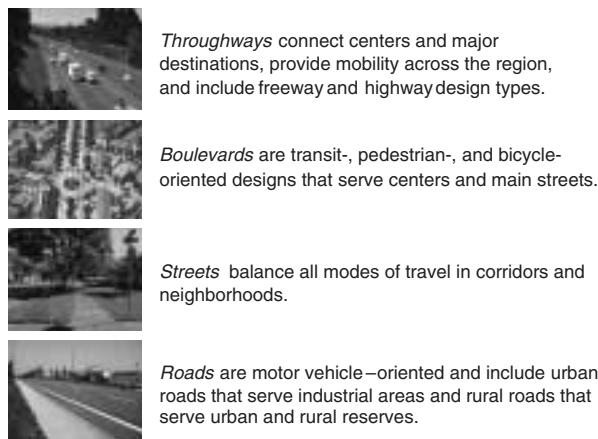 Throughways connect centers and major
destinations, provide mobility across the region,
and include freeway and highway design types.
Boulevards are transit-, pedestrian-, and bicycle-
oriented designs that serve centers and main streets.
Streets balance all modes of travel in corridors and
neighborhoods.
Roads are motor vehicle–oriented and include urban
roads that serve industrial areas and rural roads that
serve urban and rural reserves.